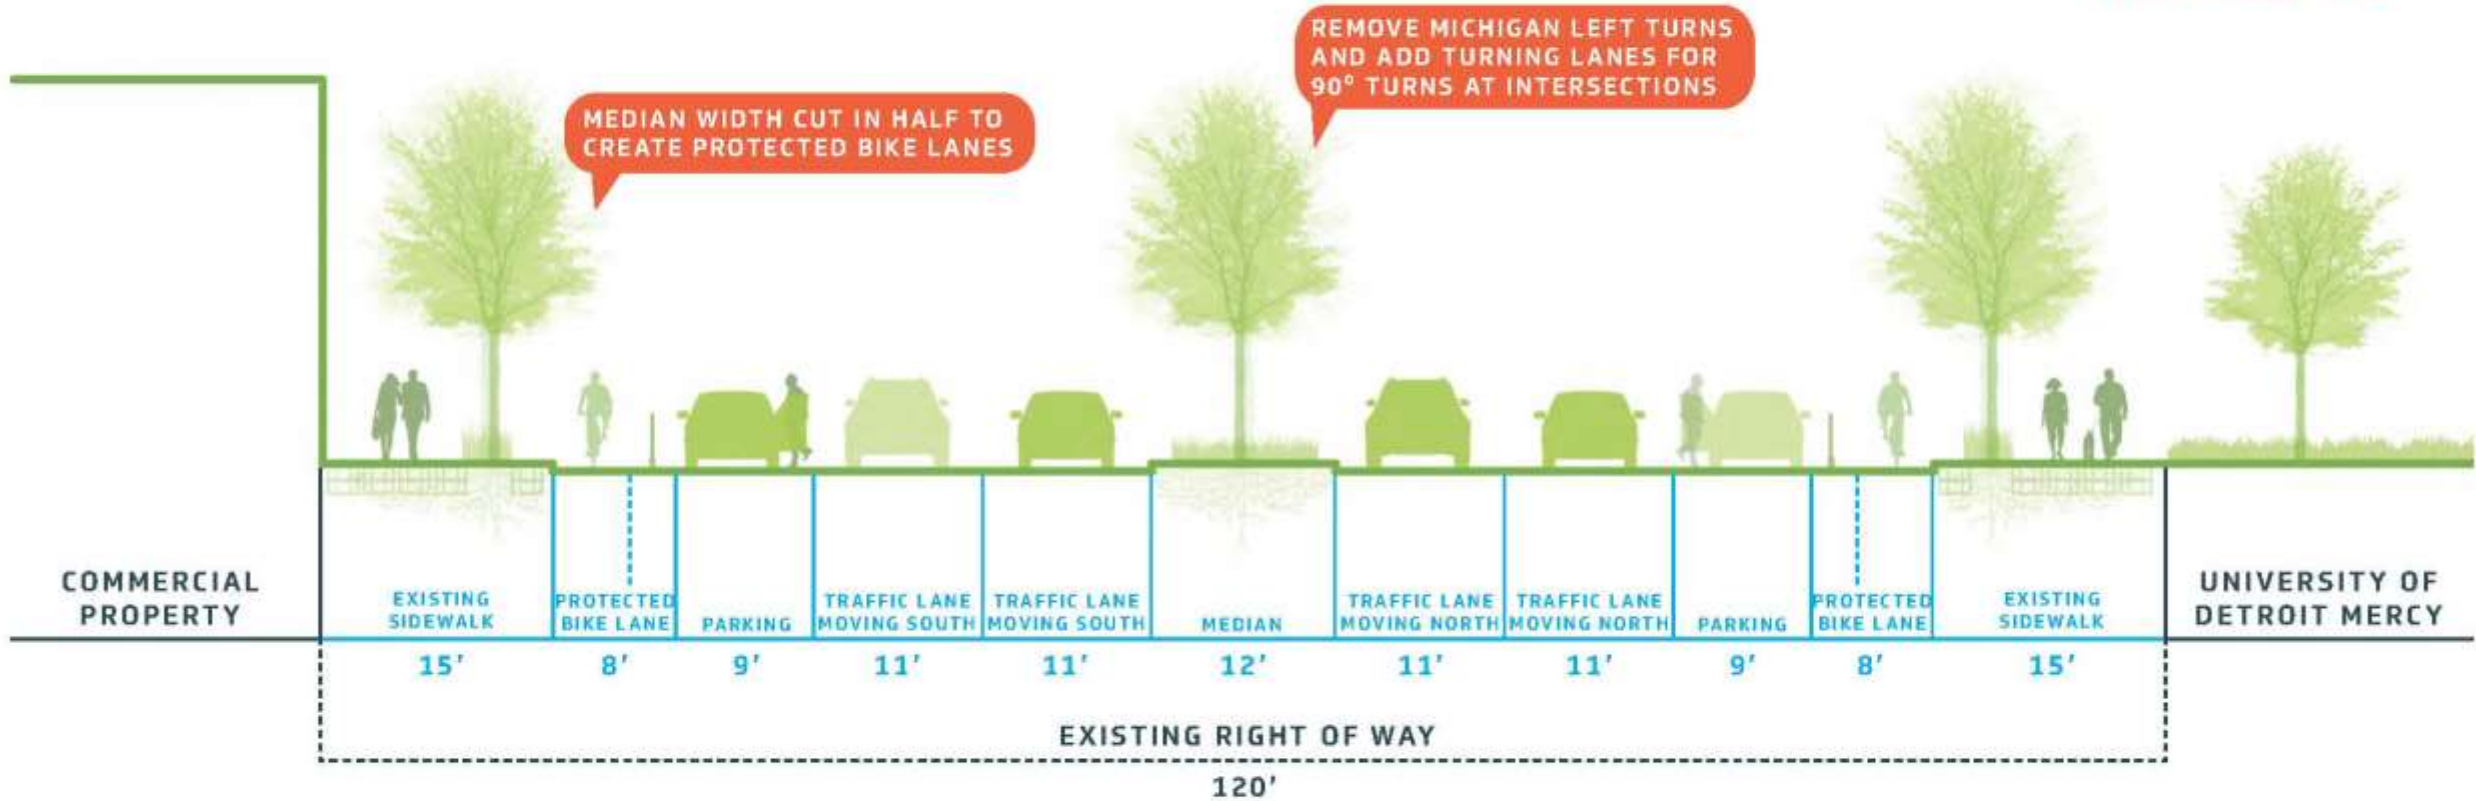 REMOVE MICHIGAN LEFT TURNS
AND ADD TURNING LANES FOR
90° TURNS AT INTERSECTIONS
MEDIAN WIDTH CUT IN HALF TO
CREATE PROTECTED BIKE LANES
COMMERCIAL
PROPERTY
EXISTING
SIDEWALK
PROTECTED
BIKE LANE
PARKING
TRAFFIC LANE
MOVING SOUTH
TRAFFIC LANE
MOVING SOUTH
MEDIAN
TRAFFIC LANE
MOVING NORTH
TRAFFIC LANE
MOVING NORTH
PARKING
PROTECTED
BIKE LANE
EXISTING
SIDEWALK
UNIVERSITY OF
DETROIT MERCY
15' 8' 9' 11' 11' 12' 11' 11' 9' 8' 15'
EXISTING RIGHT OF WAY
120'